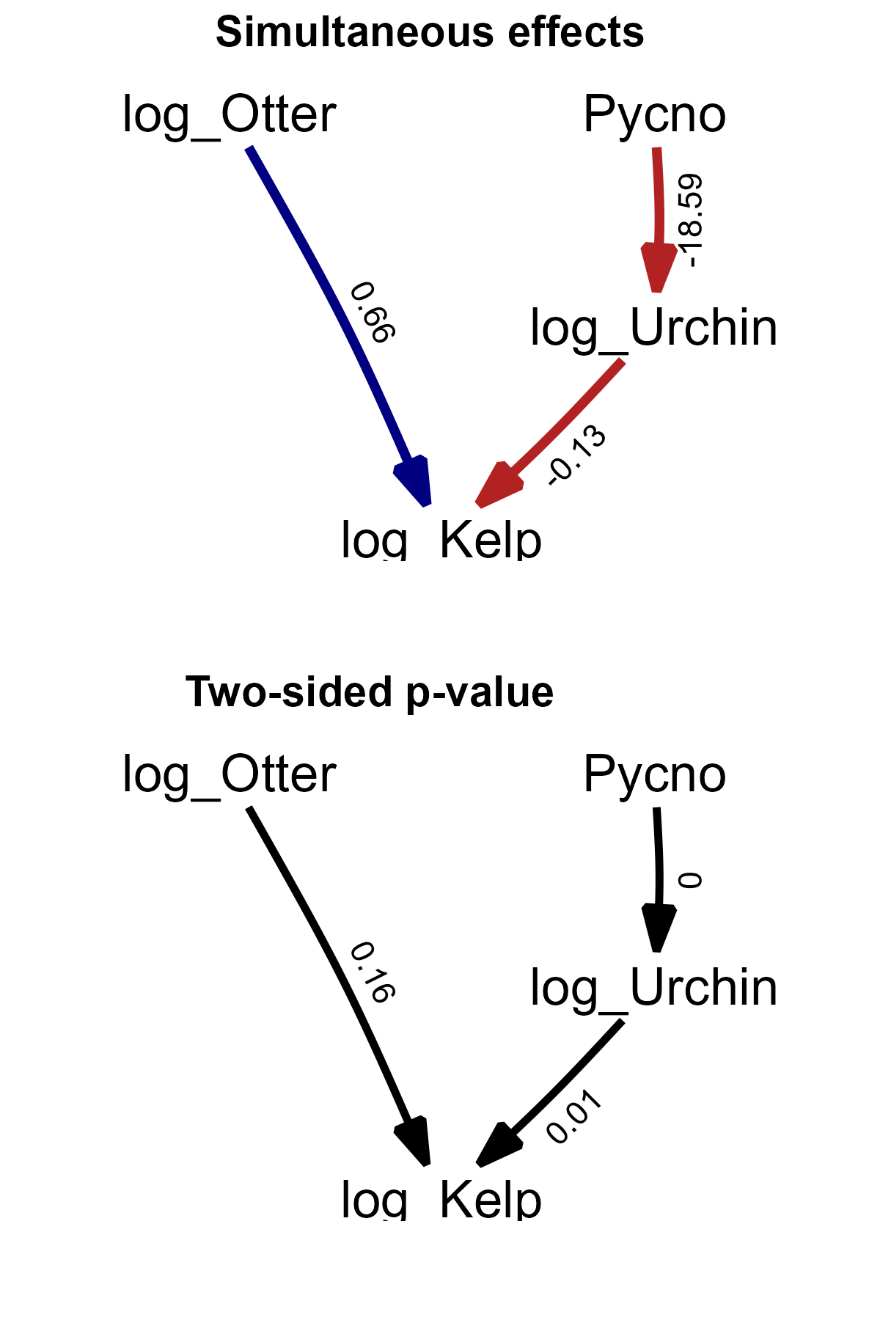 Simultaneous effects
log_Otter
Pycno
-18.59
0.66
log_Urchin
-0.13
log_Kelp
Two-sided p-value
log_Otter
Pycno
0
0.16
log_Urchin
0.01
log_Kelp